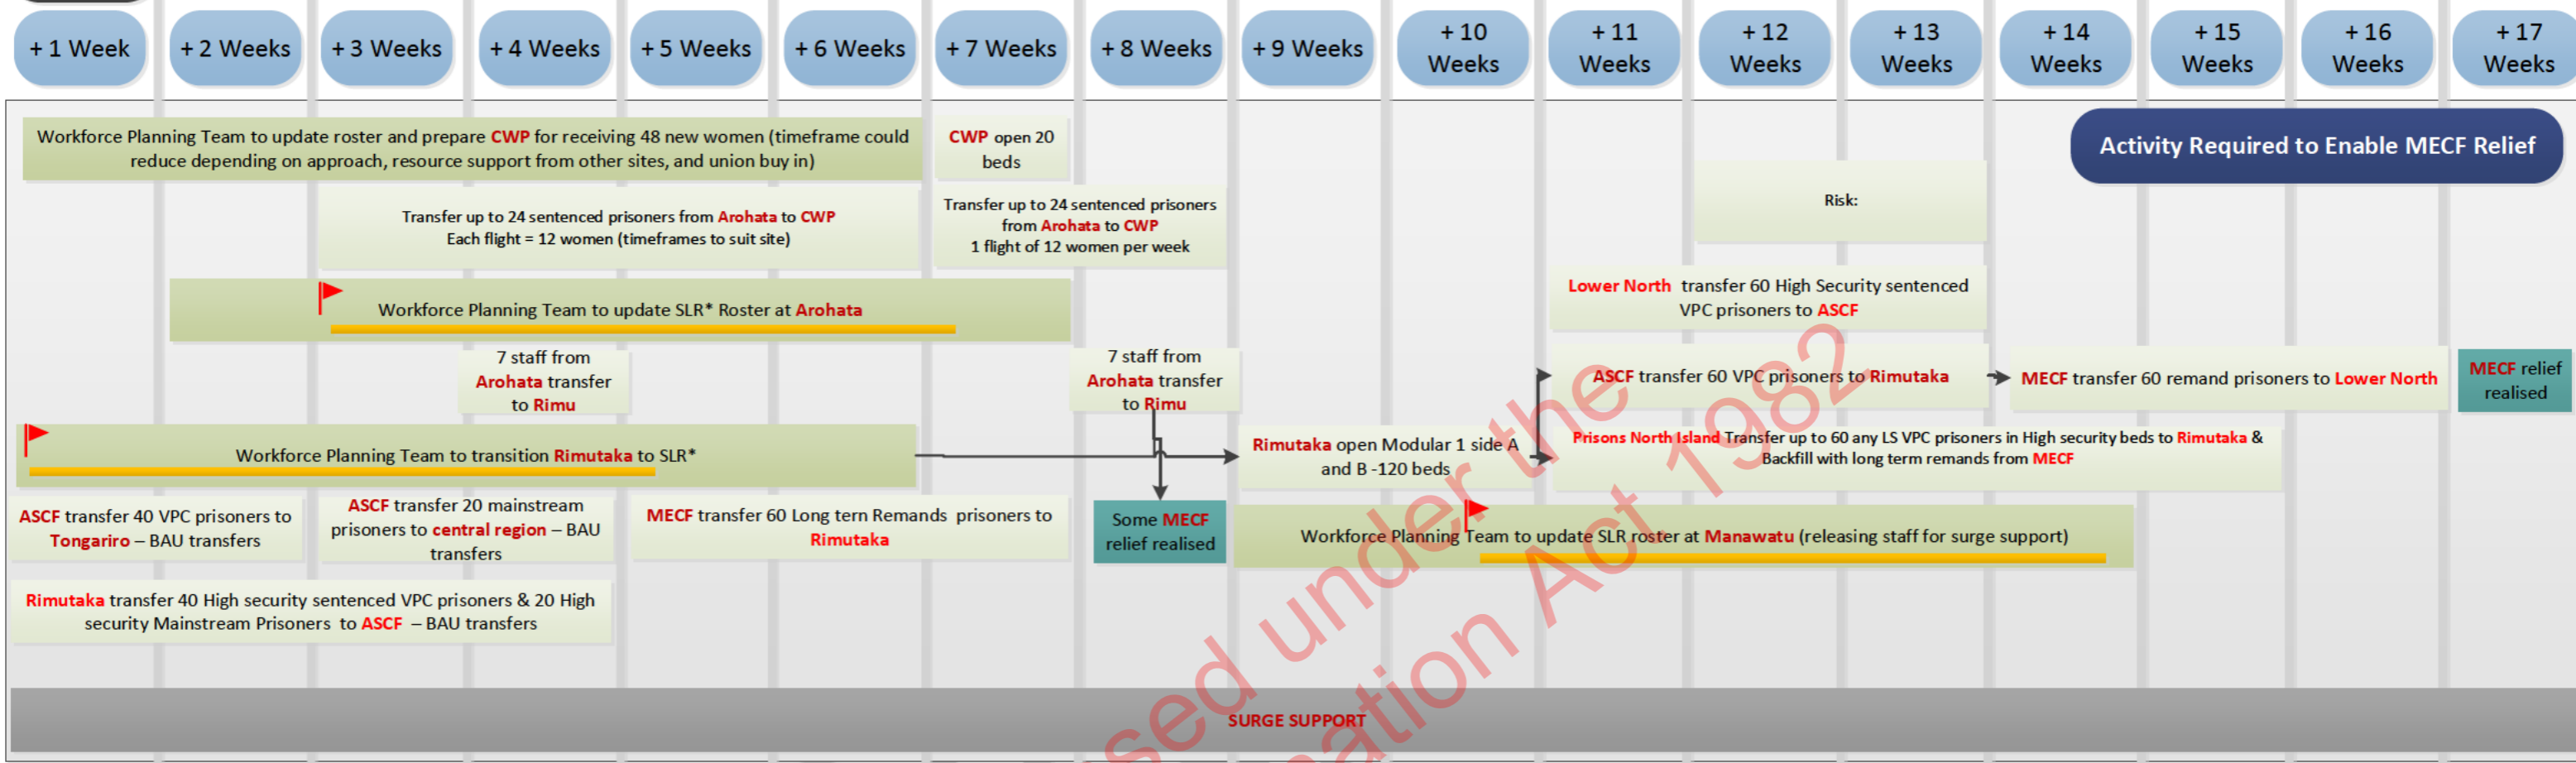 + 1 Week
+ 2 Weeks
+ 3 Weeks
+ 4 Weeks
+ 5 Weeks
+ 6 Weeks
+ 7 Weeks
+ 8 Weeks
+ 9 Weeks
+ 10
Weeks
+ 11
Weeks
+ 12
Weeks
+ 13
Weeks
+ 14
Weeks
+ 15
Weeks
+ 16
Weeks
+ 17
Weeks
Activity Required to Enable MECF Relief
Workforce Planning Team to update roster and prepare CWP for receiving 48 new women (timeframe could
reduce depending on approach, resource support from other sites, and union buy in)
CWP open 20
beds
Transfer up to 24 sentenced prisoners from Arohata to CWP
Each flight = 12 women (timeframes to suit site)
Transfer up to 24 sentenced prisoners
from Arohata to CWP
1 flight of 12 women per week
Risk:
Workforce Planning Team to update SLR* Roster at Arohata
Lower North transfer 60 High Security sentenced
VPC prisoners to ASCF
7 staff from
Arohata transfer
to Rimu
7 staff from
Arohata transfer
to Rimu
ASCF transfer 60 VPC prisoners to Rimutaka
MECF transfer 60 remand prisoners to Lower North
MECF relief
realised
Workforce Planning Team to transition Rimutaka to SLR*
Rimutaka open Modular 1 side A
and B -120 beds
Prisons North Island Transfer up to 60 any LS VPC prisoners in High security beds to Rimutaka &
Backfill with long term remands from MECF
ASCF transfer 40 VPC prisoners to
Tongariro – BAU transfers
ASCF transfer 20 mainstream
prisoners to central region – BAU
transfers
MECF transfer 60 Long tern Remands prisoners to
Rimutaka
Some MECF
relief realised
Workforce Planning Team to update SLR roster at Manawatu (releasing staff for surge support)
Rimutaka transfer 40 High security sentenced VPC prisoners & 20 High
security Mainstream Prisoners to ASCF – BAU transfers
SURGE SUPPORT
sed under the
ation Act 1982